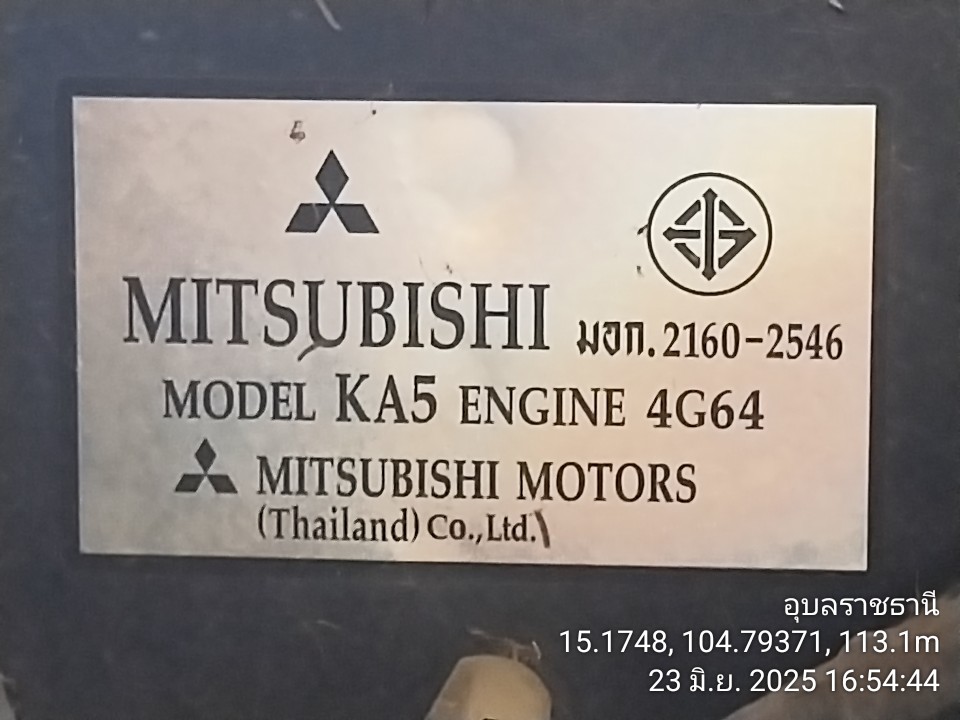 MITSUBISHI
มอก. 2160-2546
MODEL KA5 ENGINE 4G64
MITSUBISHI MOTORS
(Thailand) Co., Ltd.
อุบลราชธานี
15.1748, 104.79371, 113.1m
23 มิ.ย. 2025 16:54:44